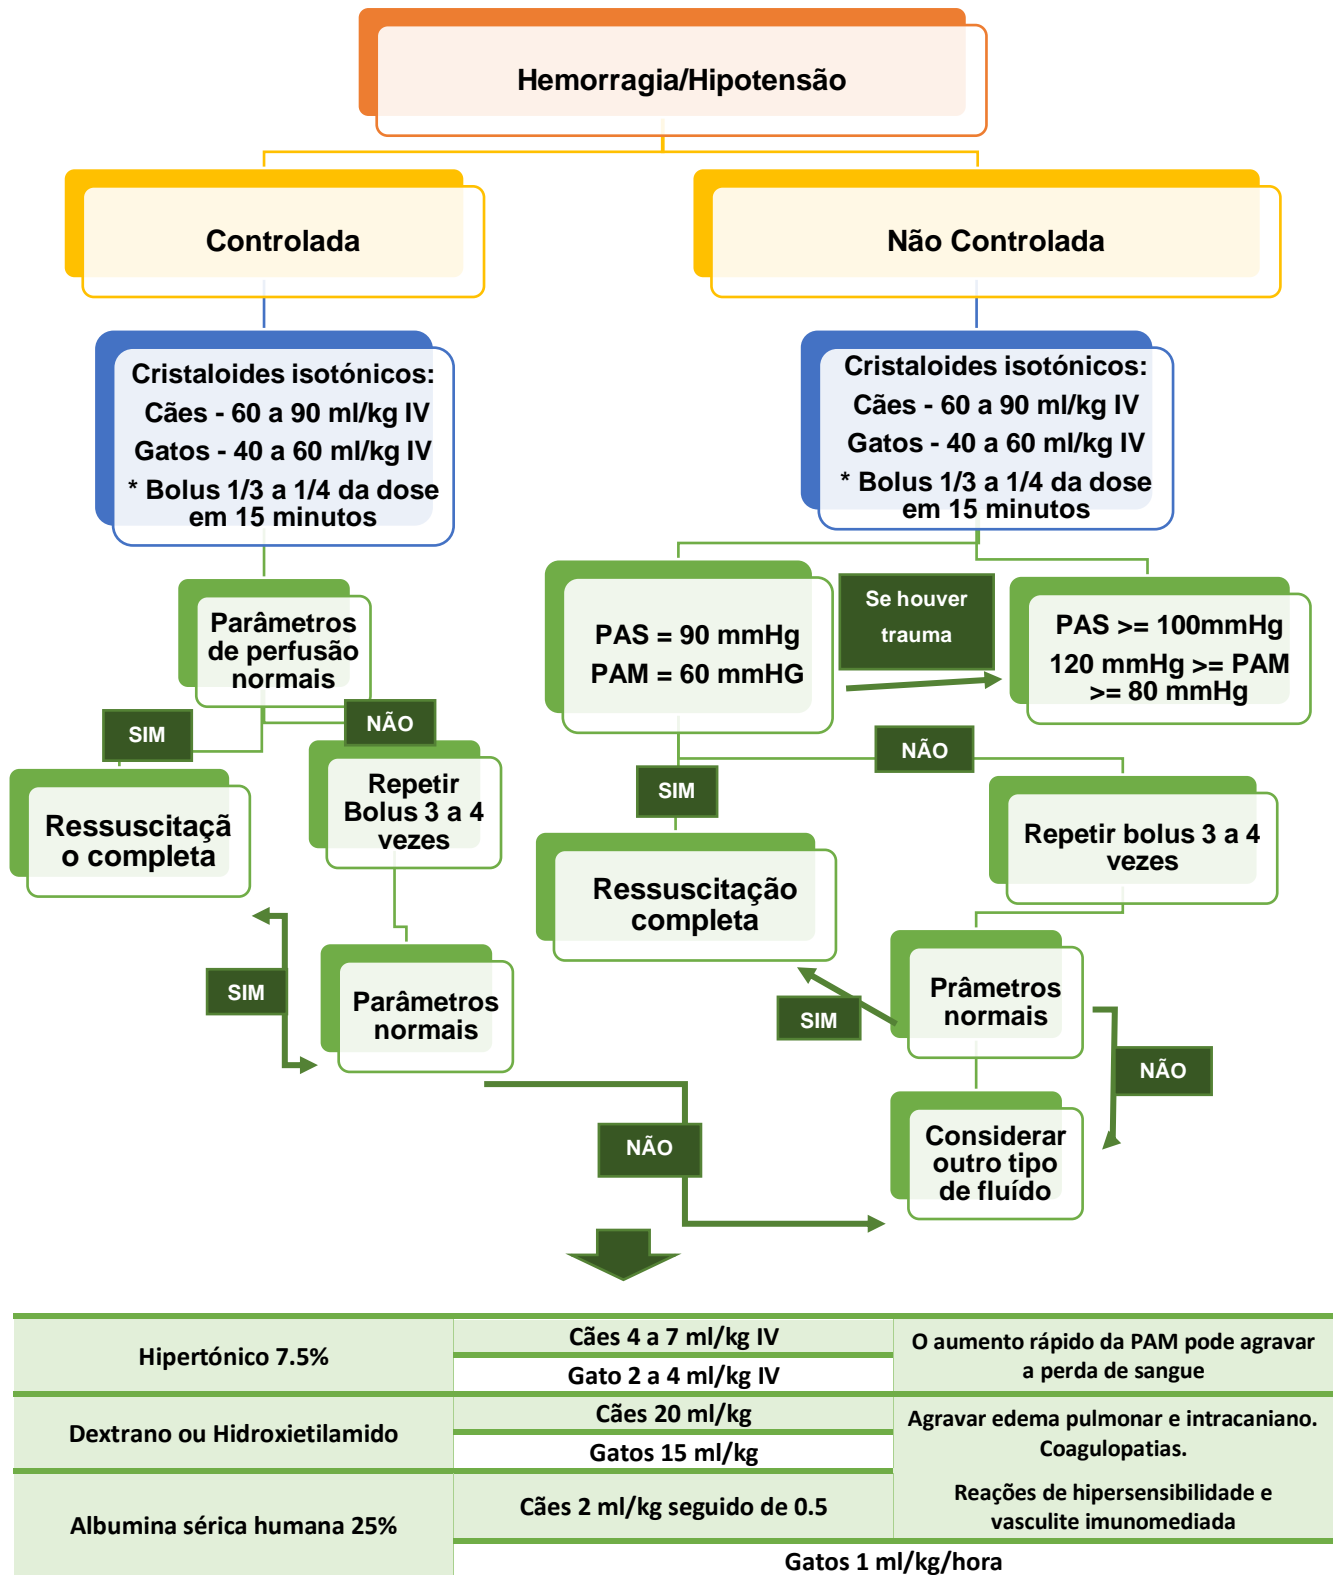 Hemorragia/Hipotensão
Controlada
Não Controlada
Cristaloides isotónicos:
Cães - 60 a 90 ml/kg IV
Gatos - 40 a 60 ml/kg IV
* Bolus 1/3 a 1/4 da dose
em 15 minutos
Cristaloides isotónicos:
Cães - 60 a 90 ml/kg IV
Gatos - 40 a 60 ml/kg IV
* Bolus 1/3 a 1/4 da dose
em 15 minutos
Parâmetros
de perfusão
normais
PAS = 90 mmHg
PAM = 60 mmHG
Se houver
trauma
PAS >= 100mmHg
120 mmHg >= PAM
>= 80 mmHg
SIM
NÃO
SIM
NÃO
Ressuscitaçã
o completa
Repetir
Bolus 3 a 4
vezes
Ressuscitação
completa
Repetir bolus 3 a 4
vezes
SIM
Parâmetros
normais
SIM
Prâmetros
normais
NÃO
NÃO
Considerar
outro tipo
de fluído
Hipertónico 7.5%
Cães 4 a 7 ml/kg IV
Gato 2 a 4 ml/kg IV
O aumento rápido da PAM pode agravar
a perda de sangue
Dextrano ou Hidroxietilamido
Cães 20 ml/kg
Gatos 15 ml/kg
Agravar edema pulmonar e intracaniano.
Coagulopatias.
Albumina sérica humana 25%
Cães 2 ml/kg seguido de 0.5
Reações de hipersensibilidade e
vasculite imunomediada
Gatos 1 ml/kg/hora